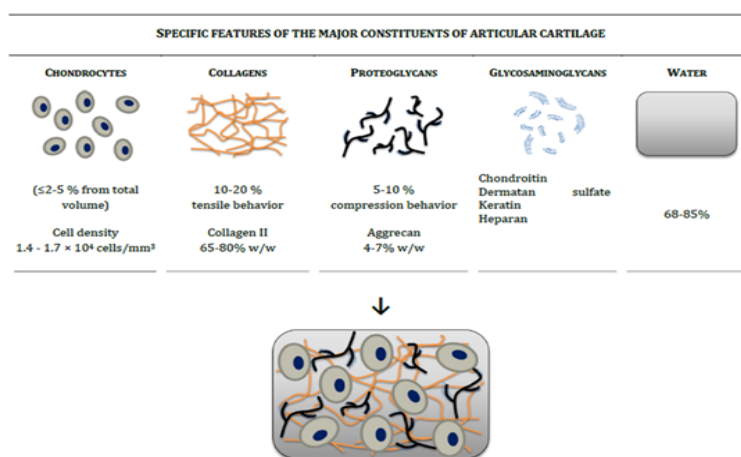 SPECIFIC FEATURES OF THE MAJOR CONSTITUENTS OF ARTICULAR CARTILAGE
CHONDROCYTES
(≤2-5 % from total
volume)
Cell density
1.4 - 1.7 × 10⁴ cells/mm³
COLLAGENS
10-20 %
tensile behavior
Collagen II
65-80% w/w
PROTEOGLYCANS
5-10 %
compression behavior
Aggrecan
4-7% w/w
GLYCOSAMINOGLYCANS
Chondroitin
Dermatan sulfate
Keratin
Heparan
WATER
68-85%